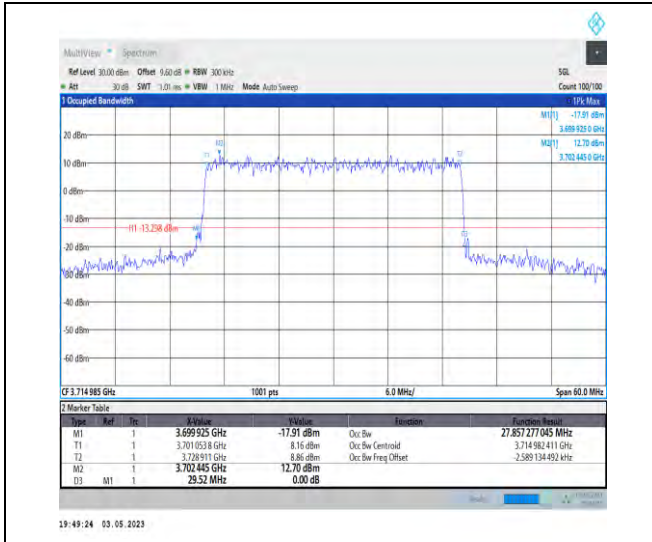 MultiView Spectrum
Ref Level 30.00 dBm Offset 9.60 dB RBW 300 kHz SGL
Att 30 dB SWT 1.01 ms VBW 1 MHz Mode Auto Sweep Count 100/100
1 Occupied Bandwidth 1Pk Max
M1[1] -17.91 dBm
3.699 925 0 GHz
M2[1] 12.70 dBm
3.702 445 0 GHz
20 dBm
10 dBm
0 dBm
-10 dBm
H1 -13.298 dBm
-20 dBm
-30 dBm
-40 dBm
-50 dBm
-60 dBm
CF 3.714 985 GHz 1001 pts 6.0 MHz/ Span 60.0 MHz
2 Marker Table
Type Ref Trc X-Value Y-Value Function Function Result
M1 1 3.699 925 GHz -17.91 dBm Occ Bw 27.857 277 045 MHz
T1 1 3.701 053 8 GHz 8.16 dBm Occ Bw Centroid 3.714 982 411 GHz
T2 1 3.728 911 GHz 8.86 dBm Occ Bw Freq Offset -2.589 134 492 kHz
M2 1 3.702 445 GHz 12.70 dBm
D3 M1 1 29.52 MHz 0.00 dB
19:49:24 03.05.2023